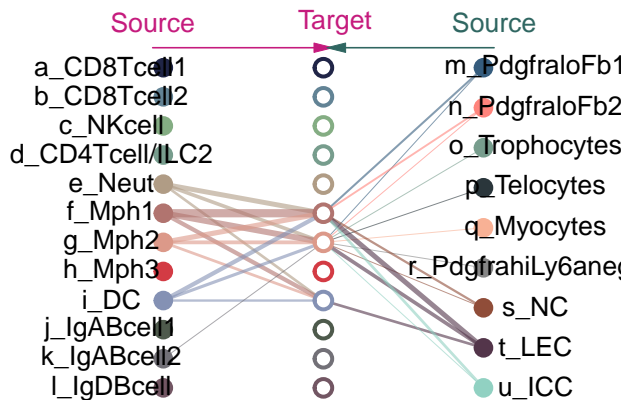 Source Target Source
a_CD8Tcell1
b_CD8Tcell2
c_NKcell
d_CD4Tcell/ILC2
e_Neut
f_Mph1
g_Mph2
h_Mph3
i_DC
j_IgABcell1
k_IgABcell2
l_IgDBcell
m_PdgfraloFb1
n_PdgfraloFb2
o_Trophocytes
p_Telocytes
q_Myocytes
r_PdgfrahiLy6aneg
s_NC
t_LEC
u_ICC